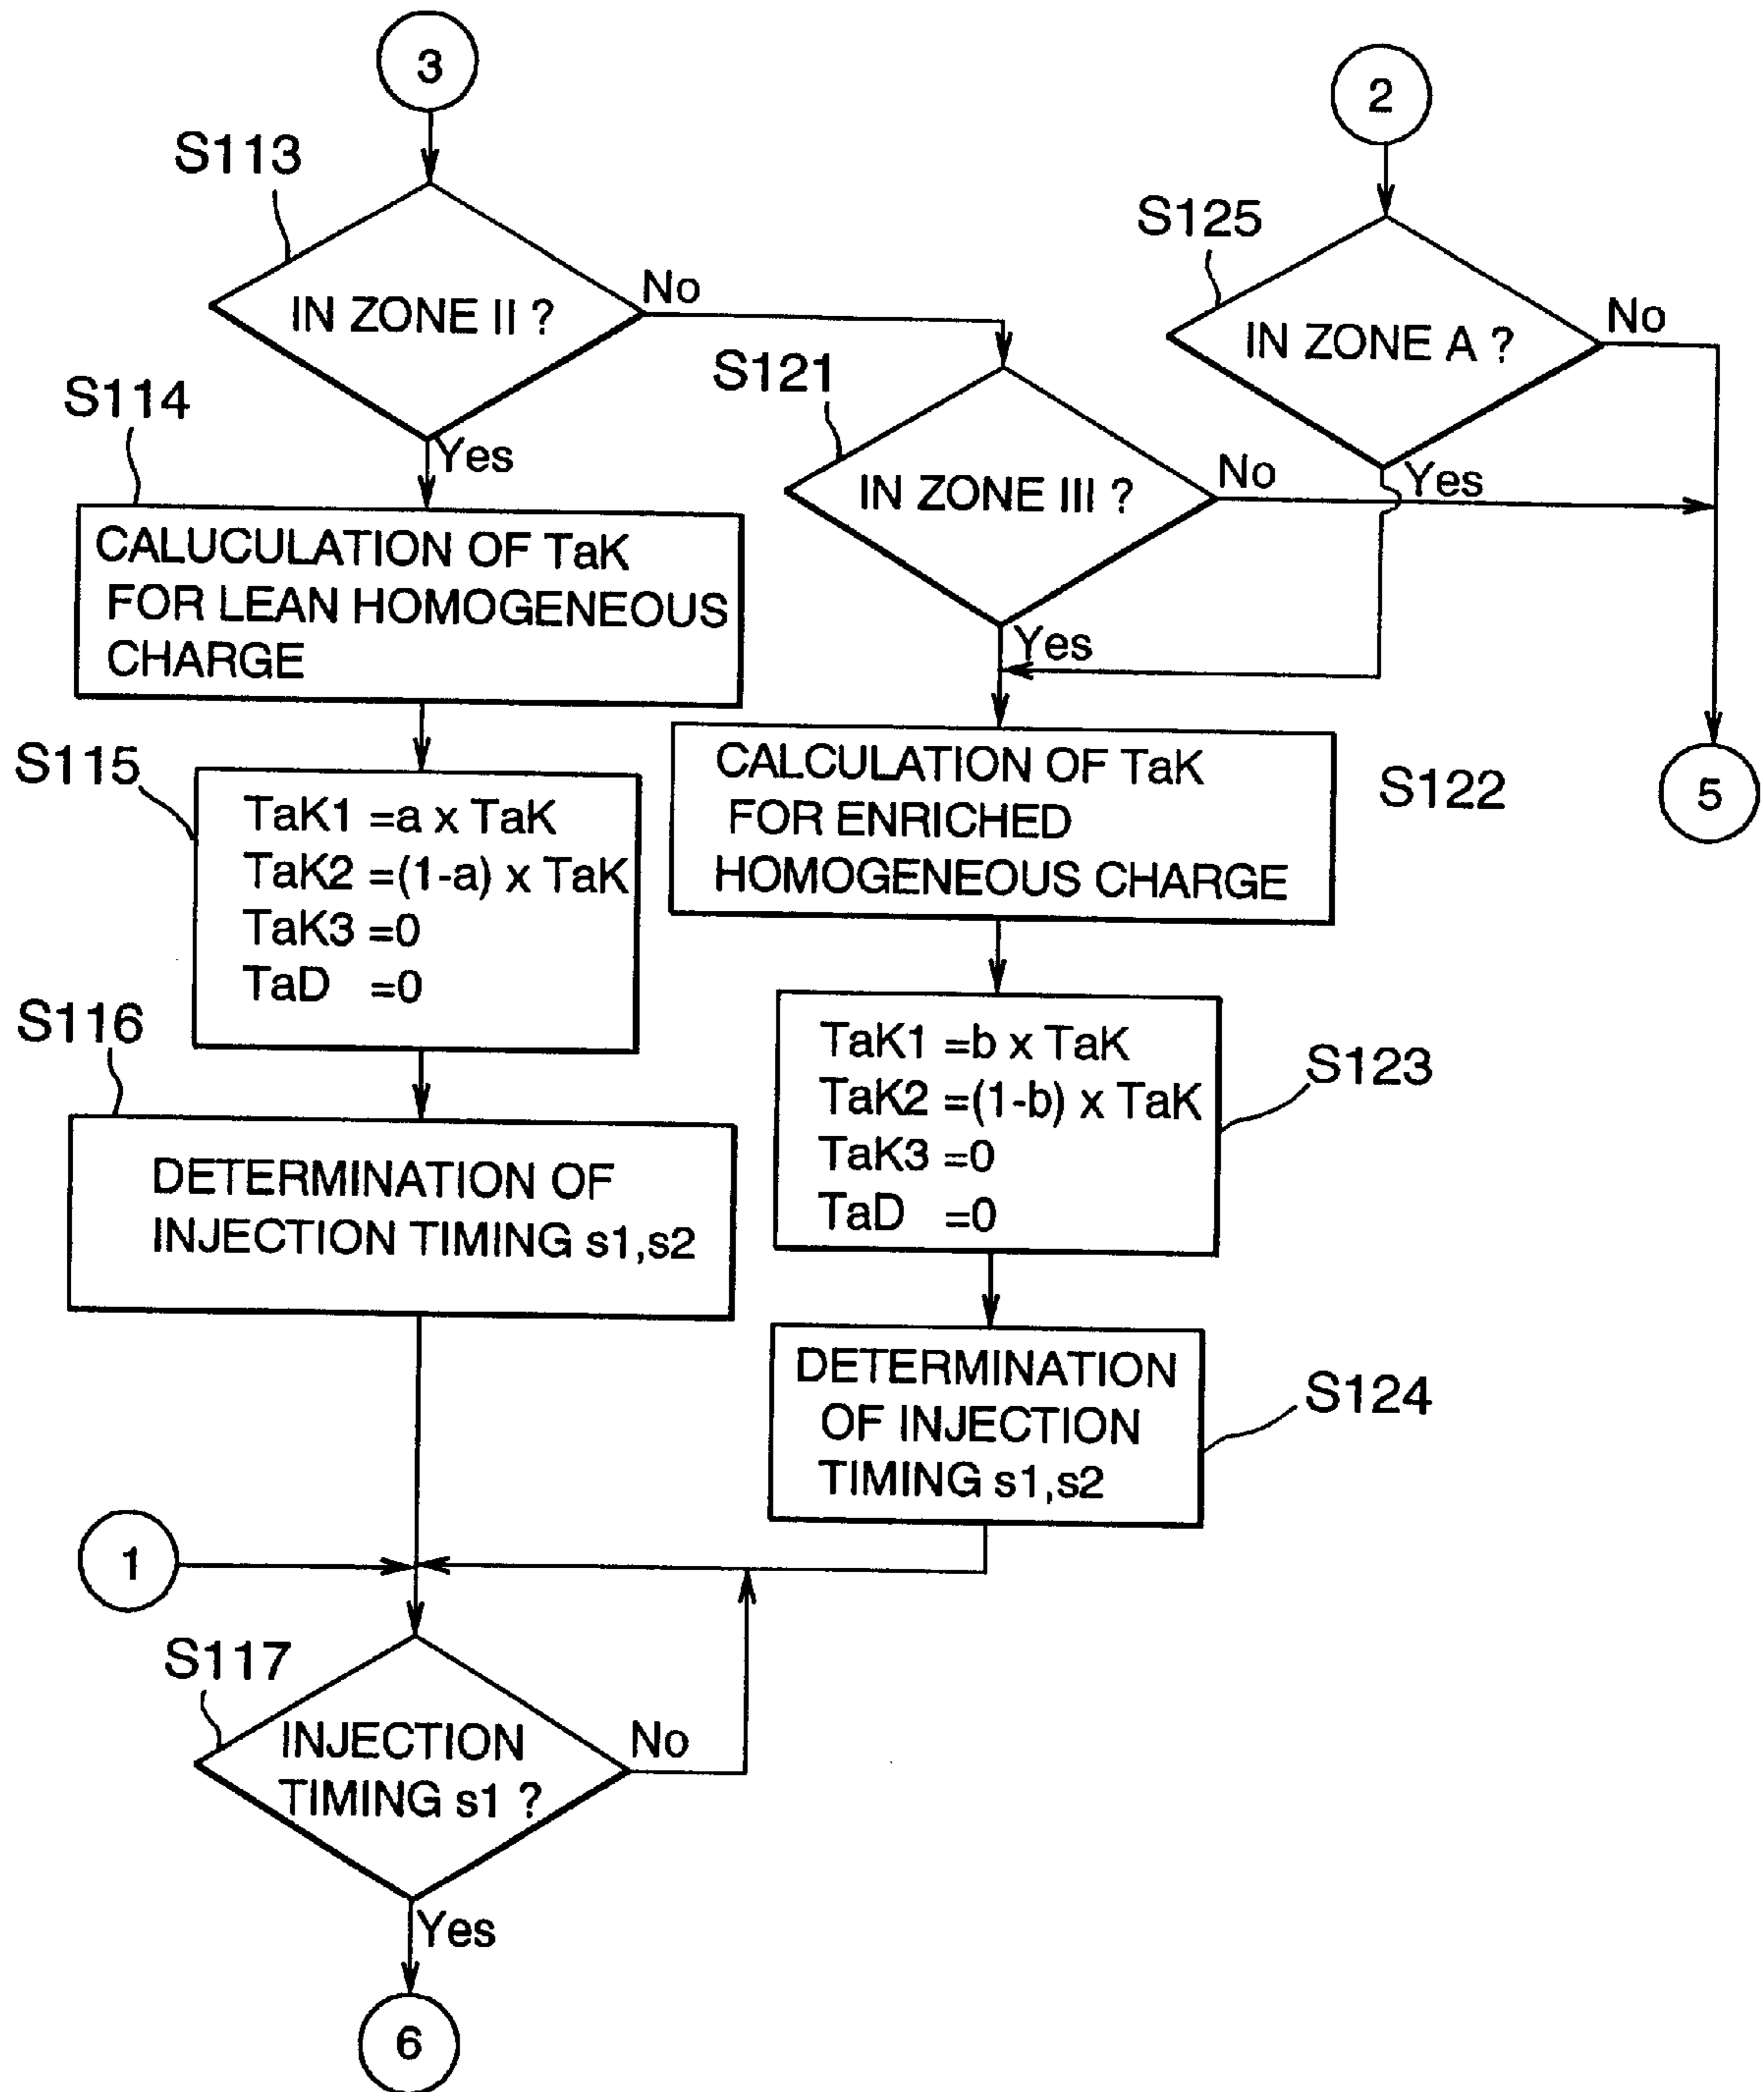 3
2
S113
S125
IN ZONE II ?
No
IN ZONE A ?
No
S121
S114
Yes
IN ZONE III ?
No
Yes
CALUCULATION OF TaK
FOR LEAN HOMOGENEOUS
CHARGE
Yes
S115
CALCULATION OF TaK
FOR ENRICHED
HOMOGENEOUS CHARGE
S122
5
TaK1 =a x TaK
TaK2 =(1-a) x TaK
TaK3 =0
TaD =0
S116
TaK1 =b x TaK
TaK2 =(1-b) x TaK
TaK3 =0
TaD =0
S123
DETERMINATION OF
INJECTION TIMING s1,s2
DETERMINATION
OF INJECTION
TIMING s1,s2
S124
1
S117
INJECTION
TIMING s1 ?
No
Yes
6